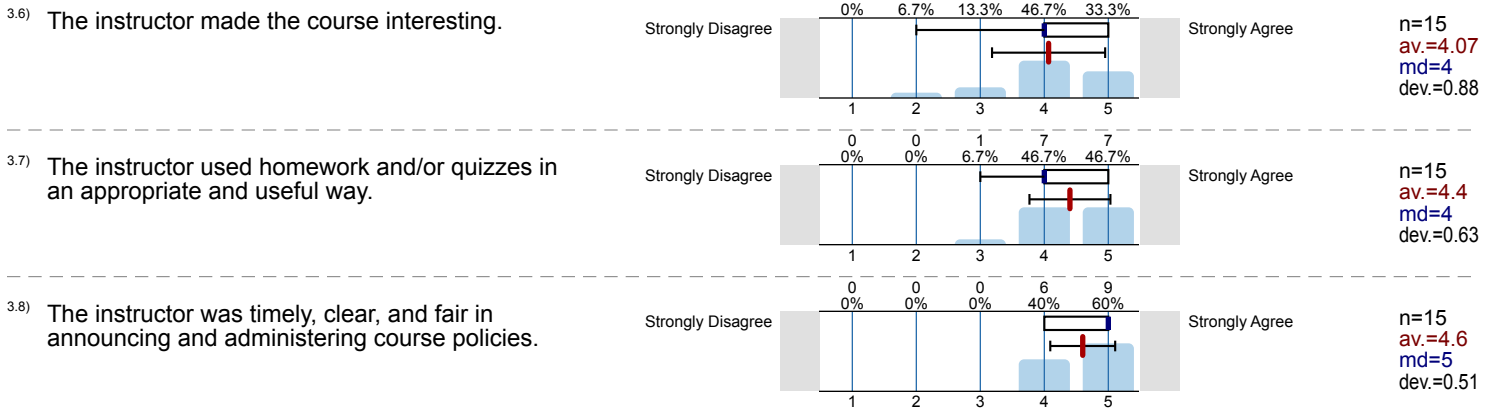 0% 6.7% 13.3% 46.7% 33.3%
3.6) The instructor made the course interesting.
Strongly Disagree
Strongly Agree
n=15
av.=4.07
md=4
dev.=0.88
1 2 3 4 5
0 0 1 7 7
0% 0% 6.7% 46.7% 46.7%
3.7) The instructor used homework and/or quizzes in
an appropriate and useful way.
Strongly Disagree
Strongly Agree
n=15
av.=4.4
md=4
dev.=0.63
1 2 3 4 5
0 0 0 6 9
0% 0% 0% 40% 60%
3.8) The instructor was timely, clear, and fair in
announcing and administering course policies.
Strongly Disagree
Strongly Agree
n=15
av.=4.6
md=5
dev.=0.51
1 2 3 4 5